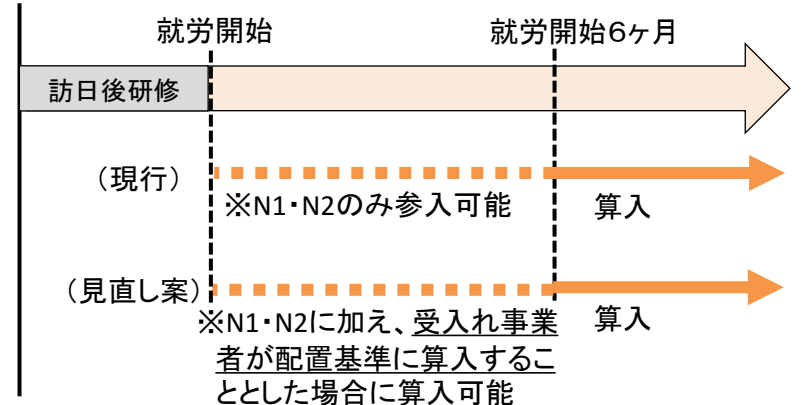 就労開始
就労開始6ヶ月
訪日後研修
（現行）
※N1・N2のみ参入可能
算入
（見直し案）
※N1・N2に加え、受入れ事業
者が配置基準に算入するこ
ととした場合に算入可能
算入